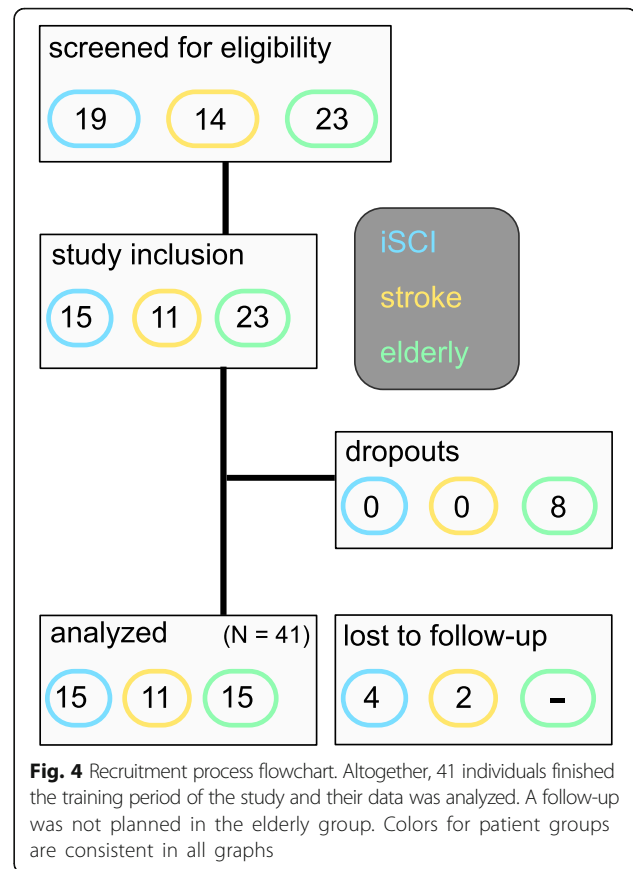 screened for eligibility
19 14 23
study inclusion
15 11 23
iSCI
stroke
elderly
dropouts
0 0 8
analyzed (N = 41)
15 11 15
lost to follow-up
4 2 -
Fig. 4 Recruitment process flowchart. Altogether, 41 individuals finished
the training period of the study and their data was analyzed. A follow-up
was not planned in the elderly group. Colors for patient groups
are consistent in all graphs